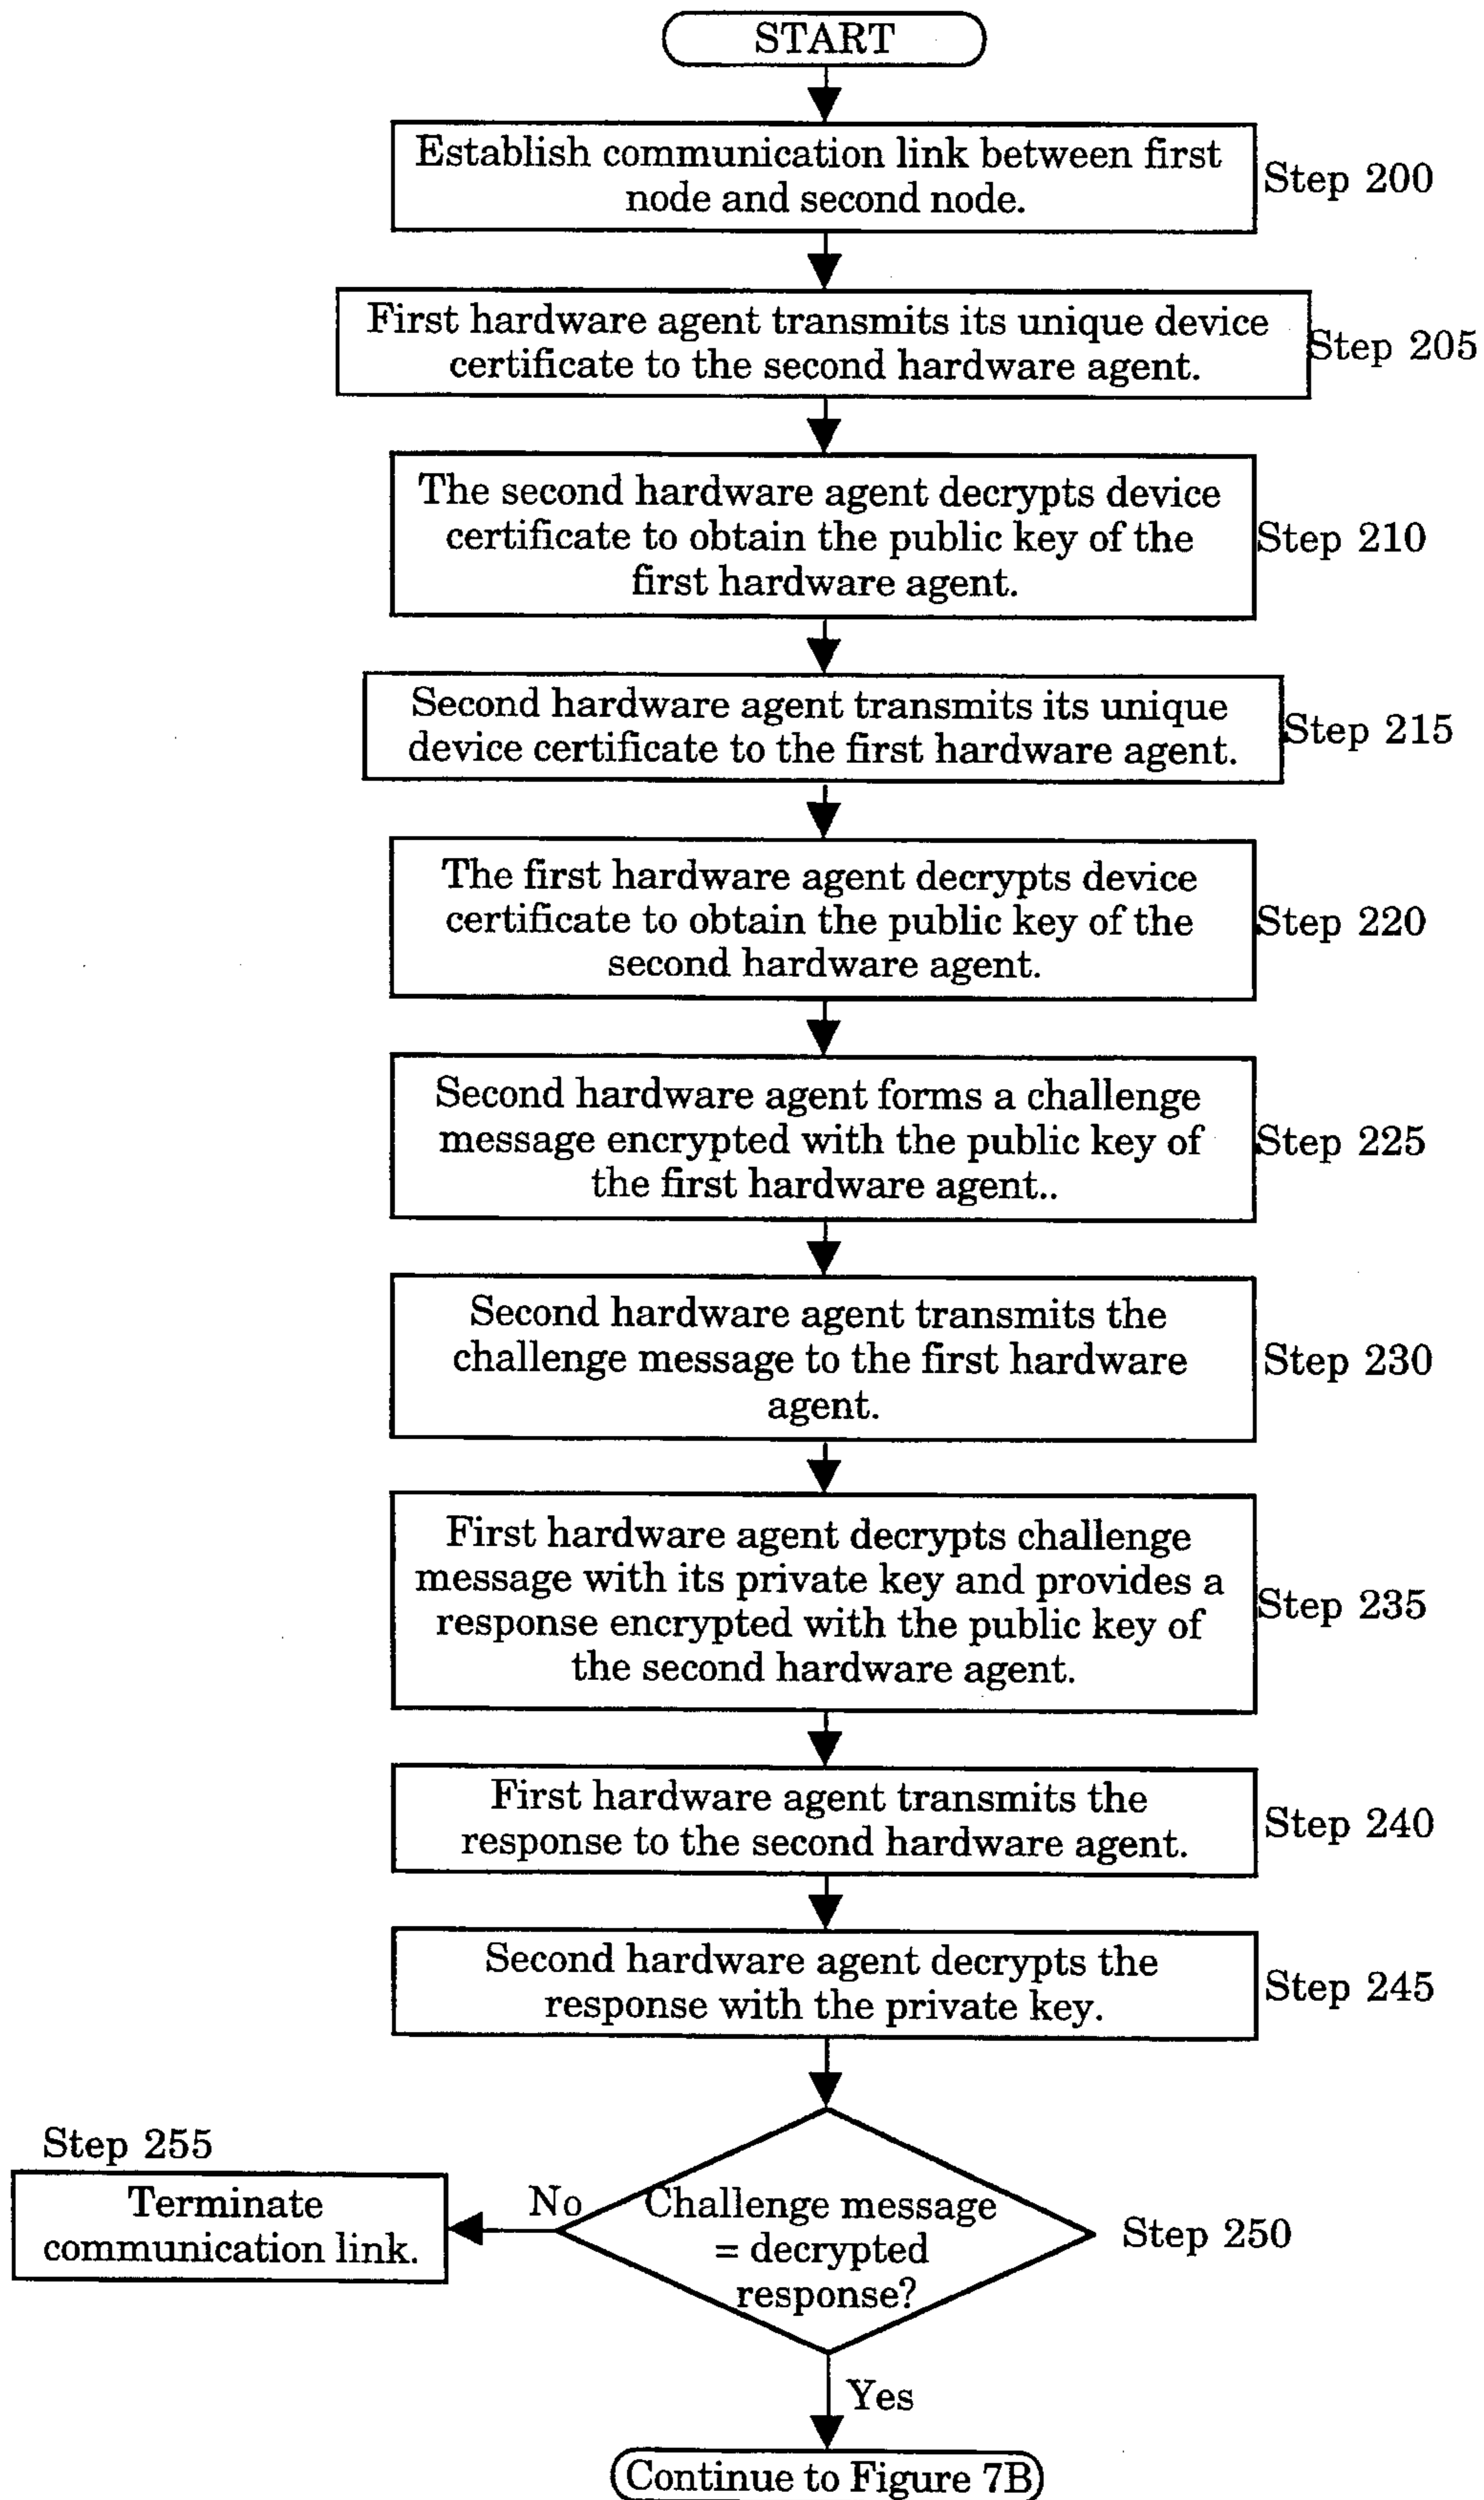 START
Establish communication link between first
node and second node.
Step 200
First hardware agent transmits its unique device
certificate to the second hardware agent.
Step 205
The second hardware agent decrypts device
certificate to obtain the public key of the
first hardware agent.
Step 210
Second hardware agent transmits its unique
device certificate to the first hardware agent.
Step 215
The first hardware agent decrypts device
certificate to obtain the public key of the
second hardware agent.
Step 220
Second hardware agent forms a challenge
message encrypted with the public key of
the first hardware agent..
Step 225
Second hardware agent transmits the
challenge message to the first hardware
agent.
Step 230
First hardware agent decrypts challenge
message with its private key and provides a
response encrypted with the public key of
the second hardware agent.
Step 235
First hardware agent transmits the
response to the second hardware agent.
Step 240
Second hardware agent decrypts the
response with the private key.
Step 245
Challenge message
= decrypted
response?
Step 250
No
Step 255
Terminate
communication link.
Yes
Continue to Figure 7B